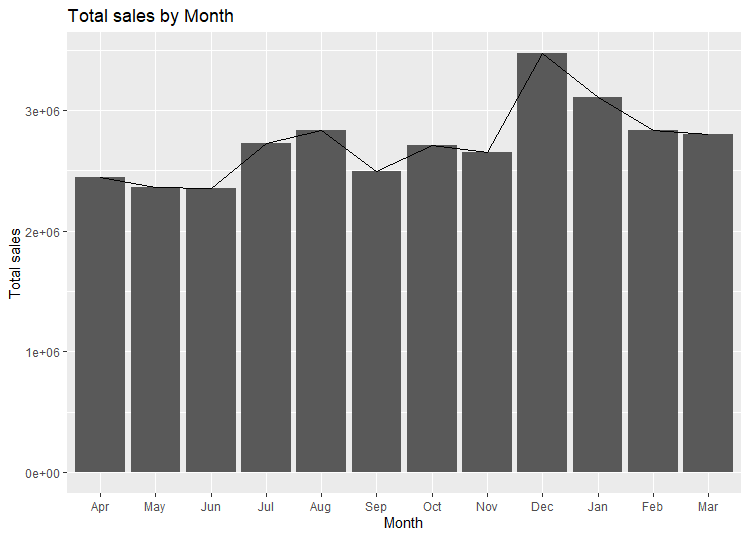 Total sales by Month
Total sales
3e+06
2e+06
1e+06
0e+00
Apr May Jun Jul Aug Sep Oct Nov Dec Jan Feb Mar
Month